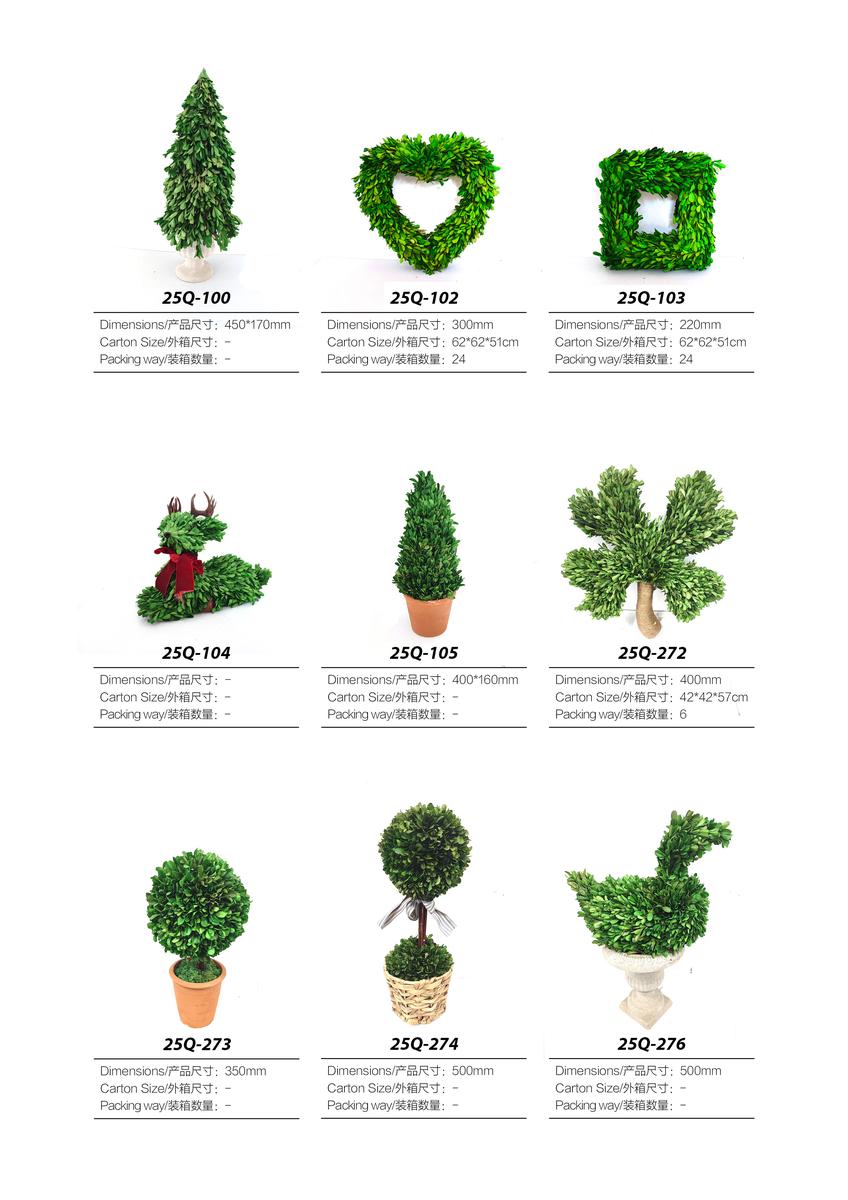 25Q-100
Dimensions/产品尺寸：450*170mm
Carton Size/外箱尺寸：-
Packing way/装箱数量：-
25Q-102
Dimensions/产品尺寸：300mm
Carton Size/外箱尺寸：62*62*51cm
Packing way/装箱数量：24
25Q-103
Dimensions/产品尺寸：220mm
Carton Size/外箱尺寸：62*62*51cm
Packing way/装箱数量：24
25Q-104
Dimensions/产品尺寸：-
Carton Size/外箱尺寸：-
Packing way/装箱数量：-
25Q-105
Dimensions/产品尺寸：400*160mm
Carton Size/外箱尺寸：-
Packing way/装箱数量：-
25Q-272
Dimensions/产品尺寸：400mm
Carton Size/外箱尺寸：42*42*57cm
Packing way/装箱数量：6
25Q-273
Dimensions/产品尺寸：350mm
Carton Size/外箱尺寸：-
Packing way/装箱数量：-
25Q-274
Dimensions/产品尺寸：500mm
Carton Size/外箱尺寸：-
Packing way/装箱数量：-
25Q-276
Dimensions/产品尺寸：500mm
Carton Size/外箱尺寸：-
Packing way/装箱数量：-